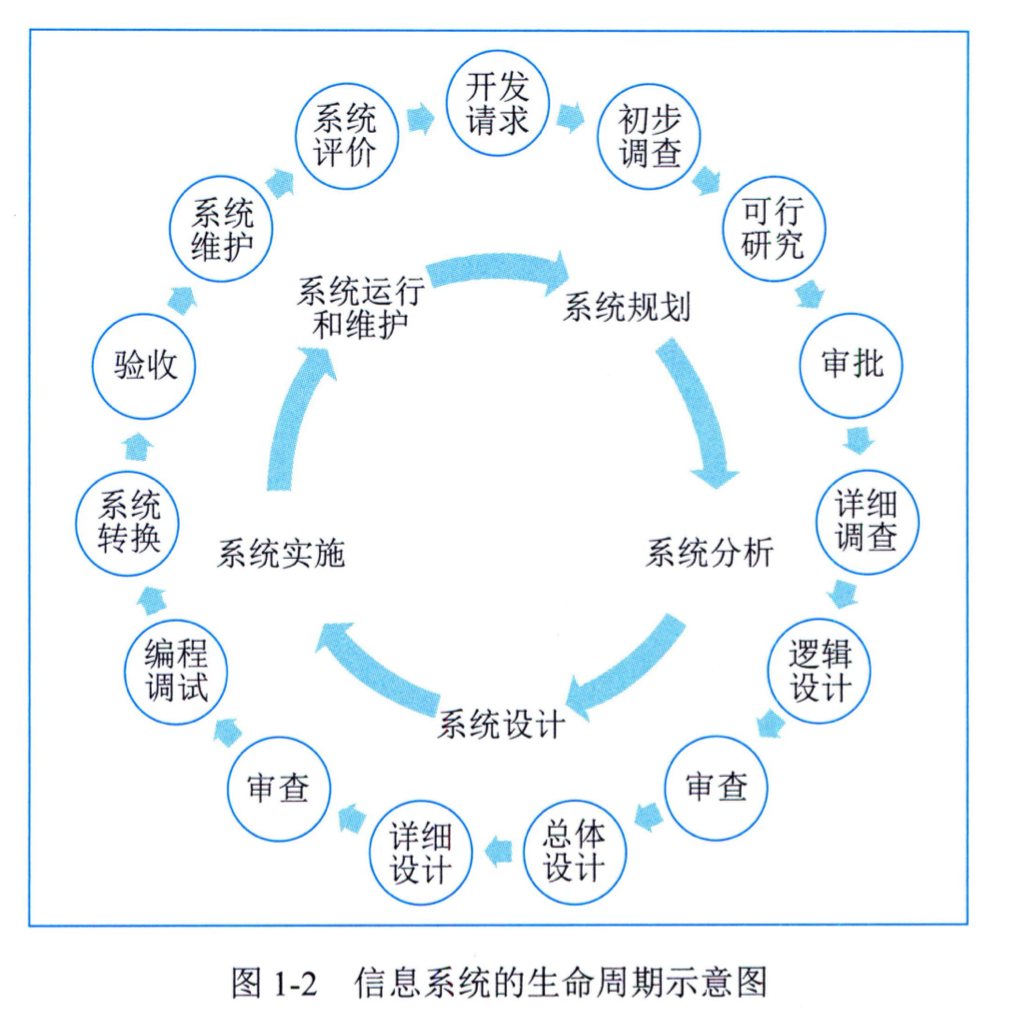 开发
请求
初步
调查
可行
研究
审批
详细
调查
逻辑
设计
审查
总体
设计
详细
设计
审查
编程
调试
系统
转换
验收
系统
维护
系统
评价
系统规划
系统分析
系统设计
系统实施
系统运行
和维护
图 1-2 信息系统的生命周期示意图